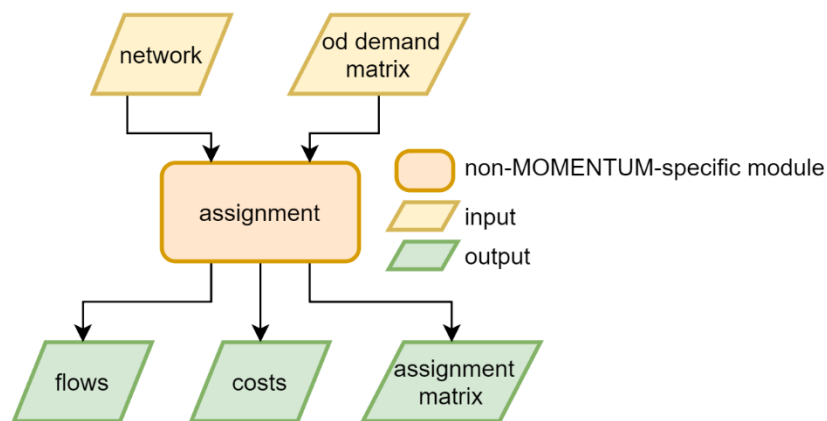 network
od demand
matrix
assignment
non-MOMENTUM-specific module
input
output
flows
costs
assignment
matrix